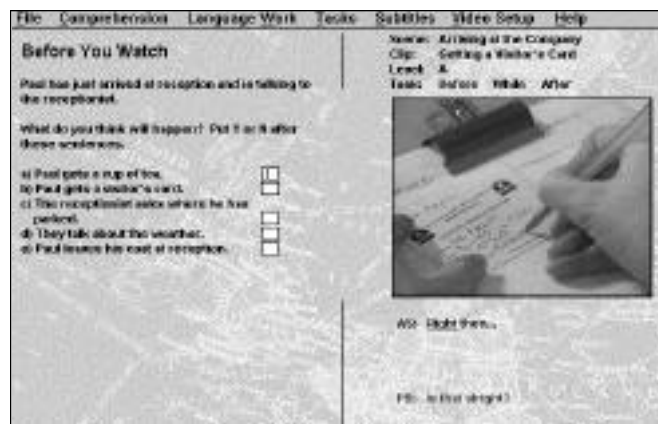 File Comprehension Language Work Tasks Subtitles Video Setup Help
Before You Watch
Paul has just arrived at reception and is talking to
the receptionist.
What do you think will happen? Put Y or N after
these sentences.
a) Paul gets a cup of tea.
b) Paul gets a visitor's card.
c) The receptionist asks where he has
parked.
d) They talk about the weather.
e) Paul leaves his coat at reception.
Scene: Arriving at the Company
Clip: Getting a Visitor's Card
Level: A
Task: Before While After
Right then...
is that alright?